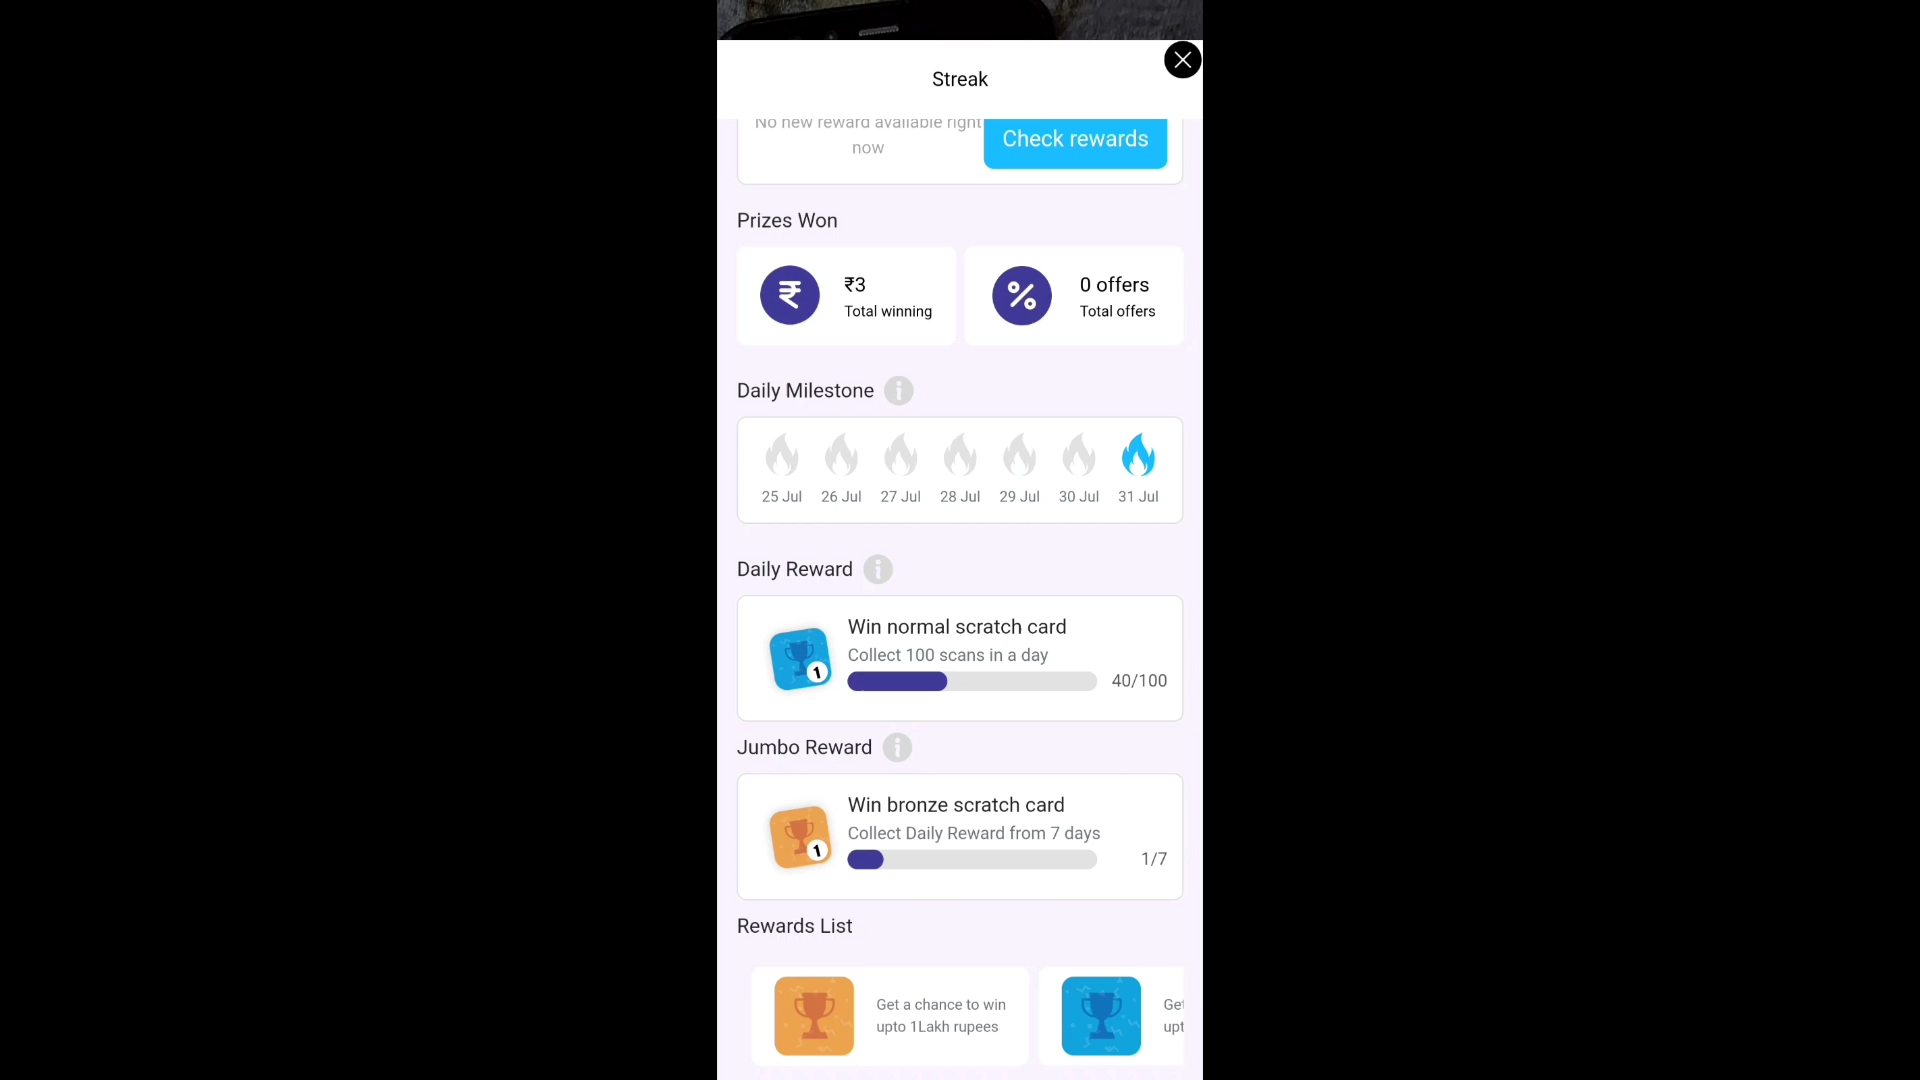 Streak
No new reward available right
now
Check rewards
Prizes Won
₹3
Total winning
0 offers
Total offers
Daily Milestone
25 Jul 26 Jul 27 Jul 28 Jul 29 Jul 30 Jul 31 Jul
Daily Reward
Win normal scratch card
Collect 100 scans in a day
1
40/100
Jumbo Reward
Win bronze scratch card
Collect Daily Reward from 7 days
1
1/7
Rewards List
Get a chance to win
upto 1Lakh rupees
Get
upt